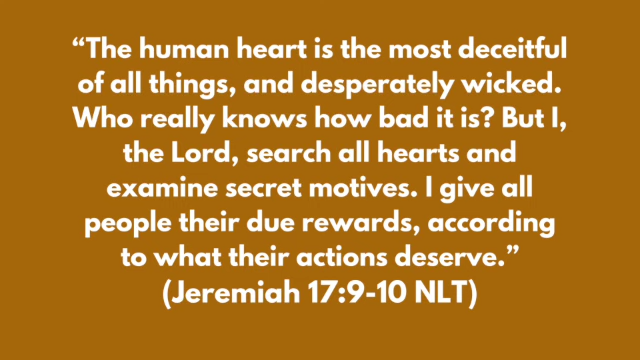 “The human heart is the most deceitful
of all things, and desperately wicked.
Who really knows how bad it is? But I,
the Lord, search all hearts and
examine secret motives. I give all
people their due rewards, according
to what their actions deserve.”
(Jeremiah 17:9-10 NLT)